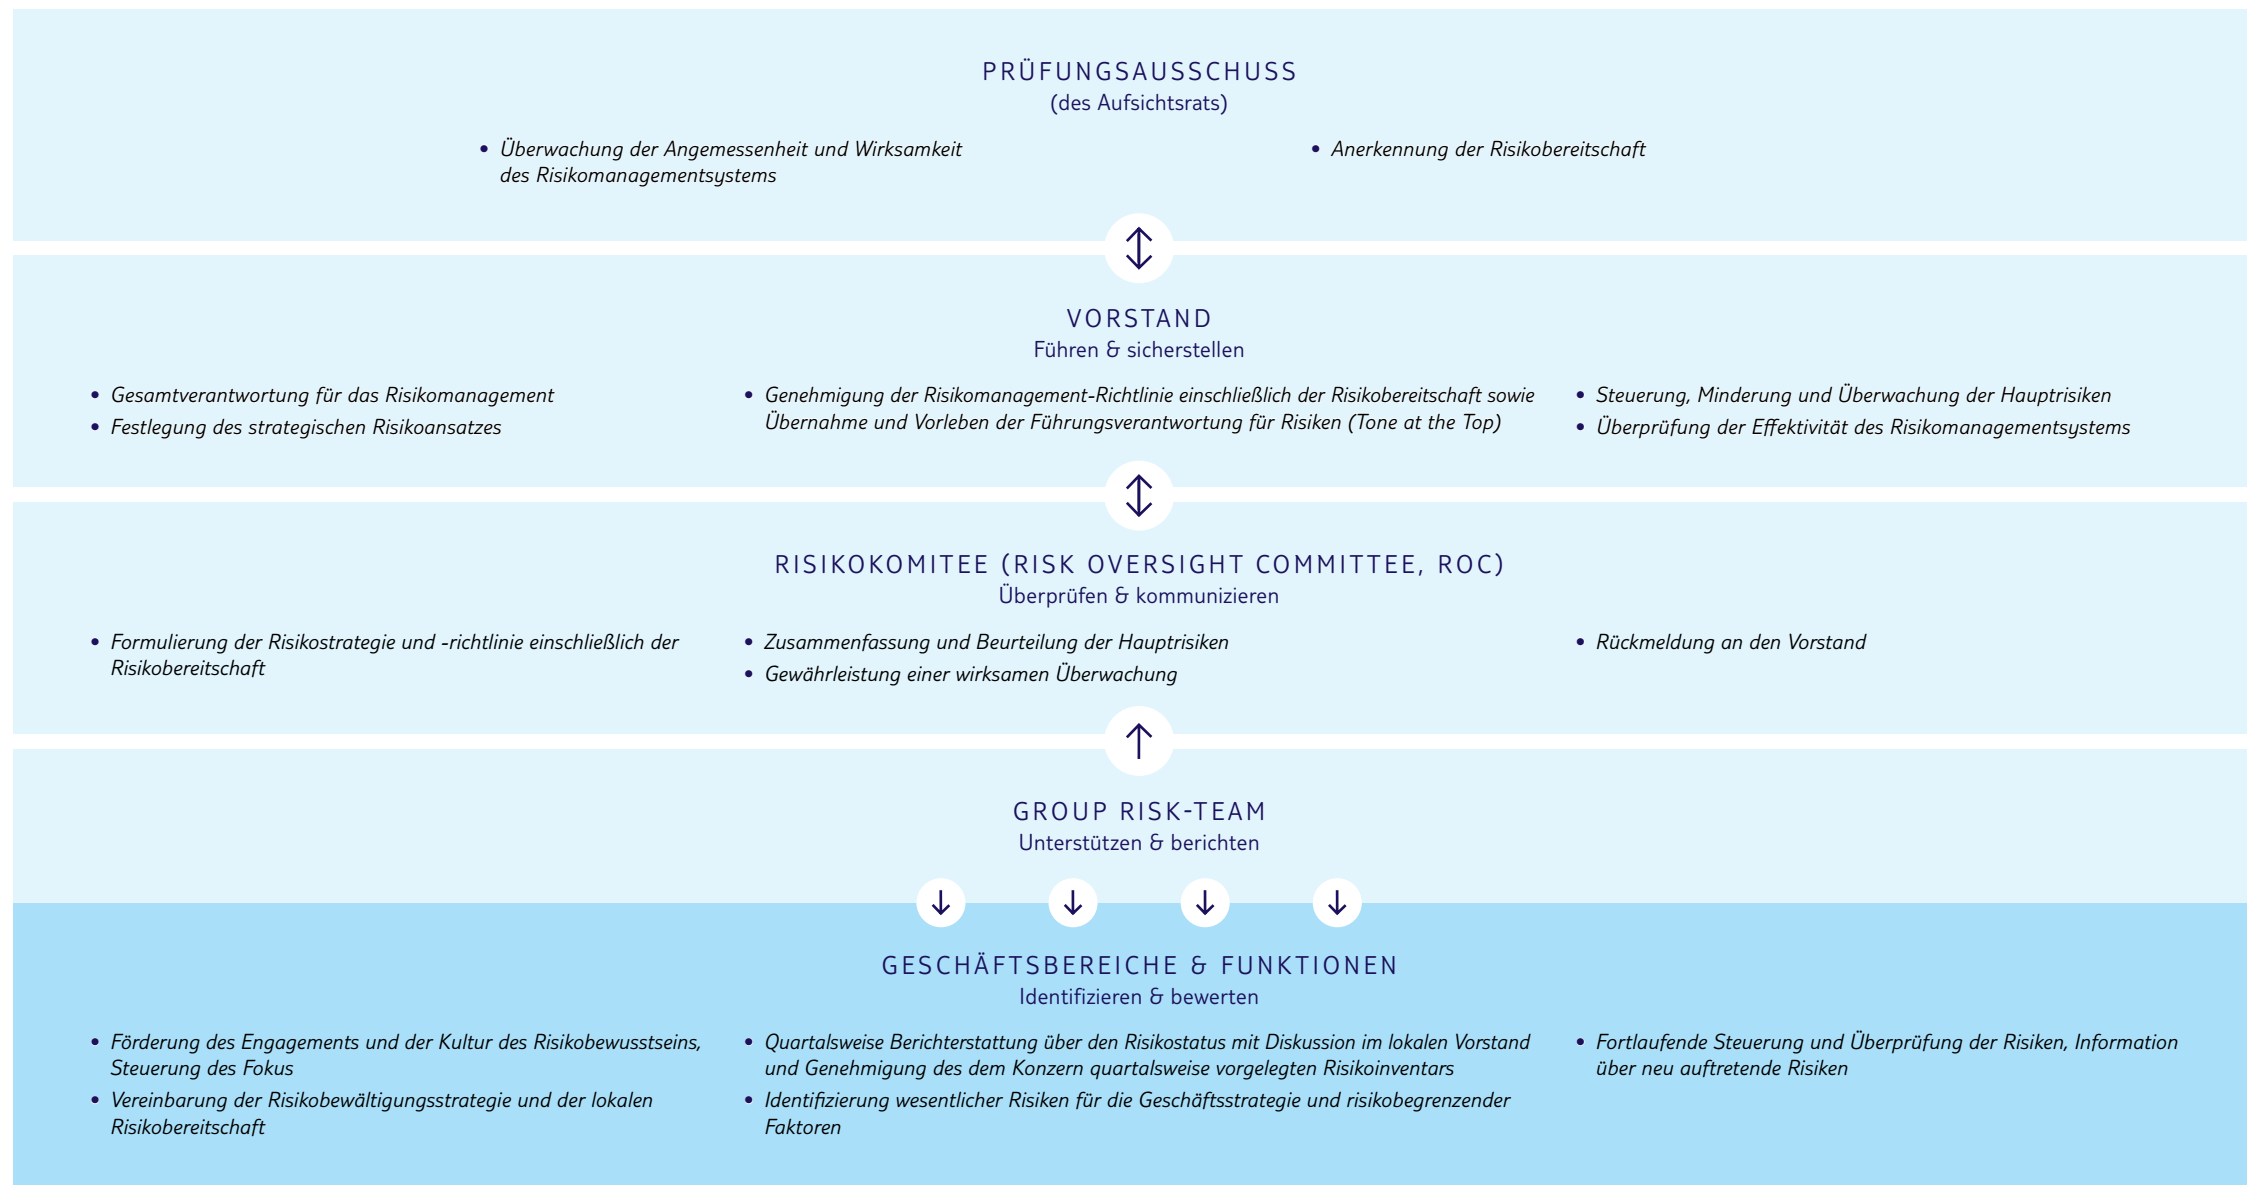 PRÜFUNGSAUSSCHUSS
(des Aufsichtsrats)
• Überwachung der Angemessenheit und Wirksamkeit
des Risikomanagementsystems
• Anerkennung der Risikobereitschaft
VORSTAND
Führen & sicherstellen
• Gesamtverantwortung für das Risikomanagement
• Festlegung des strategischen Risikoansatzes
• Genehmigung der Risikomanagement-Richtlinie einschließlich der Risikobereitschaft sowie
Übernahme und Vorleben der Führungsverantwortung für Risiken (Tone at the Top)
• Steuerung, Minderung und Überwachung der Hauptrisiken
• Überprüfung der Effektivität des Risikomanagementsystems
RISIKOKOMITEE (RISK OVERSIGHT COMMITTEE, ROC)
Überprüfen & kommunizieren
• Formulierung der Risikostrategie und -richtlinie einschließlich der
Risikobereitschaft
• Zusammenfassung und Beurteilung der Hauptrisiken
• Gewährleistung einer wirksamen Überwachung
• Rückmeldung an den Vorstand
GROUP RISK-TEAM
Unterstützen & berichten
GESCHÄFTSBEREICHE & FUNKTIONEN
Identifizieren & bewerten
• Förderung des Engagements und der Kultur des Risikobewusstseins,
Steuerung des Fokus
• Vereinbarung der Risikobewältigungsstrategie und der lokalen
Risikobereitschaft
• Quartalsweise Berichterstattung über den Risikostatus mit Diskussion im lokalen Vorstand
und Genehmigung des dem Konzern quartalsweise vorgelegten Risikoinventars
• Identifizierung wesentlicher Risiken für die Geschäftsstrategie und risikobegrenzender
Faktoren
• Fortlaufende Steuerung und Überprüfung der Risiken, Information
über neu auftretende Risiken